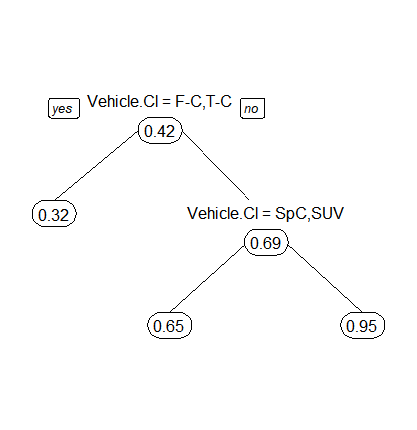 yes Vehicle.Cl = F-C,T-C no
0.42
0.32
Vehicle.Cl = SpC,SUV
0.69
0.65 0.95